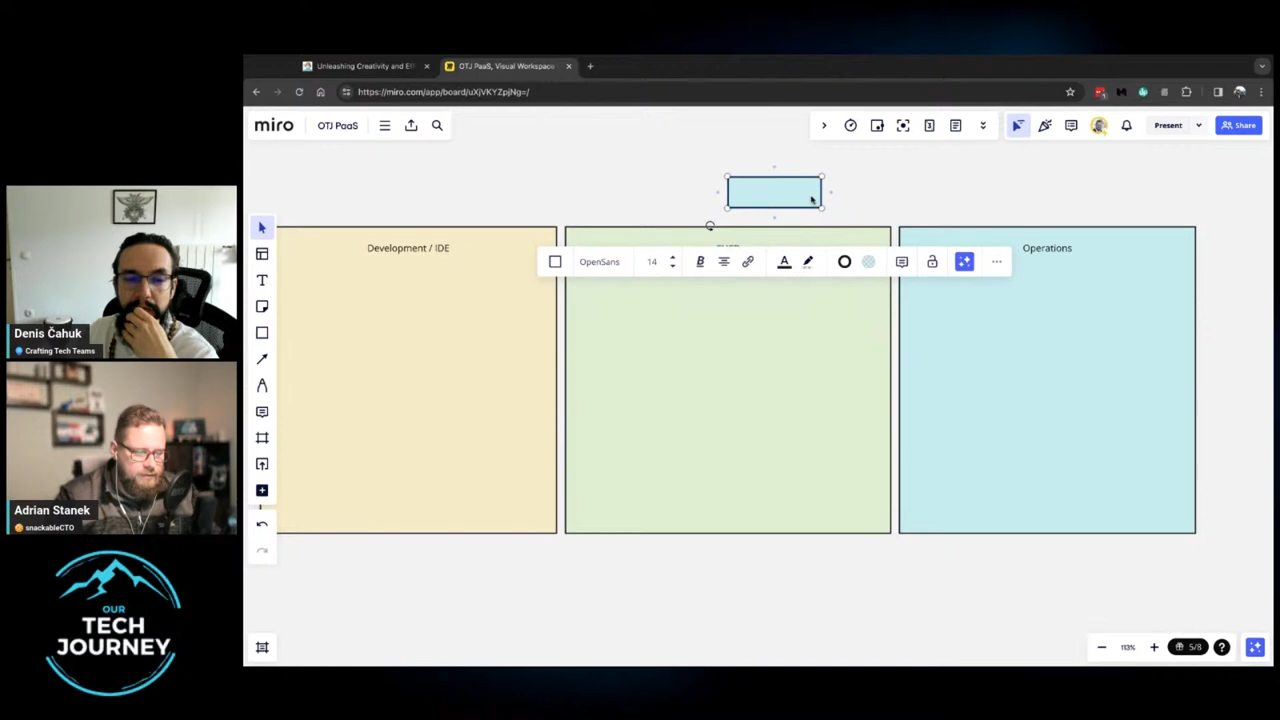 Unleashing Creativity and Ef
OTJ PaaS, Visual Workspace
https://miro.com/app/board/uXjVKYZpjNg=/
miro
OTJ PaaS
Present
Share
Development / IDE
Operations
OpenSans
14
Denis Čahuk
Crafting Tech Teams
Adrian Stanek
snackableCTO
OUR
TECH
JOURNEY
113%
5/8